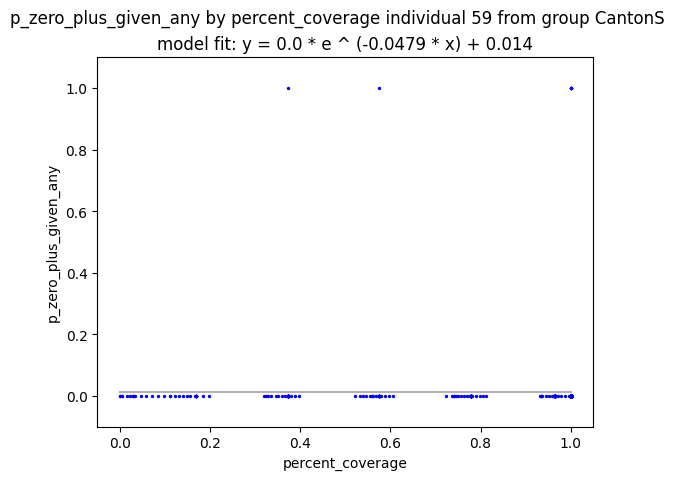 p_zero_plus_given_any by percent_coverage individual 59 from group CantonS
model fit: y = 0.0 * e ^ (-0.0479 * x) + 0.014
1.0
0.8
0.6
0.4
0.2
0.0
p_zero_plus_given_any
0.0 0.2 0.4 0.6 0.8 1.0
percent_coverage